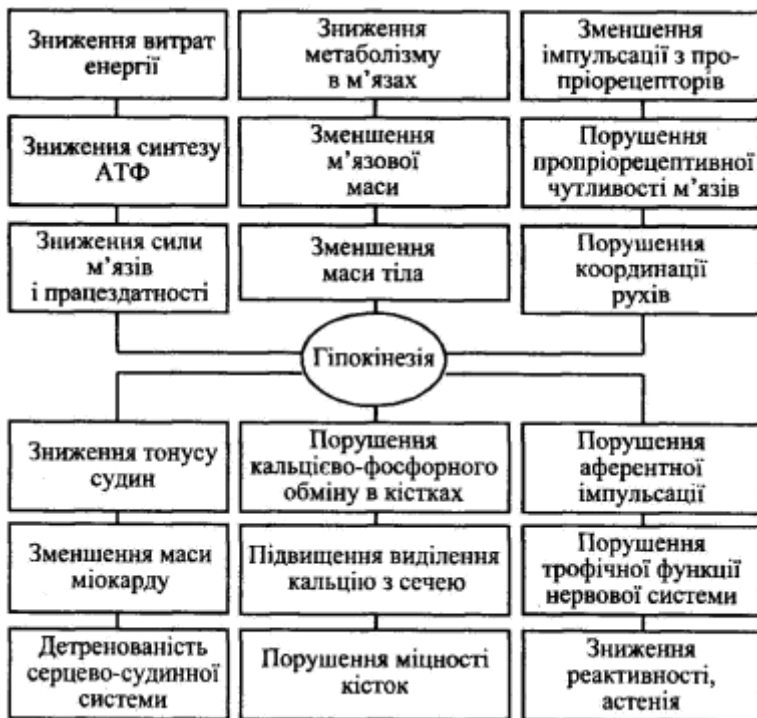 Зниження витрат
енергії
Зниження
метаболізму
в м’язах
Зменшення
імпульсації з про-
пріорецепторів
Зниження синтезу
АТФ
Зменшення
м’язової
маси
Порушення
пропріорецептивної
чутливості м’язів
Зниження сили
м’язів
і працездатності
Зменшення
маси тіла
Порушення
координації
рухів
Гіпокінезія
Зниження тонусу
судин
Порушення
кальцієво-фосфорного
обміну в кістках
Порушення
аферентної
імпульсації
Зменшення маси
міокарду
Підвищення виділення
кальцію з сечею
Порушення
трофічної функції
нервової системи
Детренованість
серцево-судинної
системи
Порушення міцності
кісток
Зниження
реактивності,
астенія